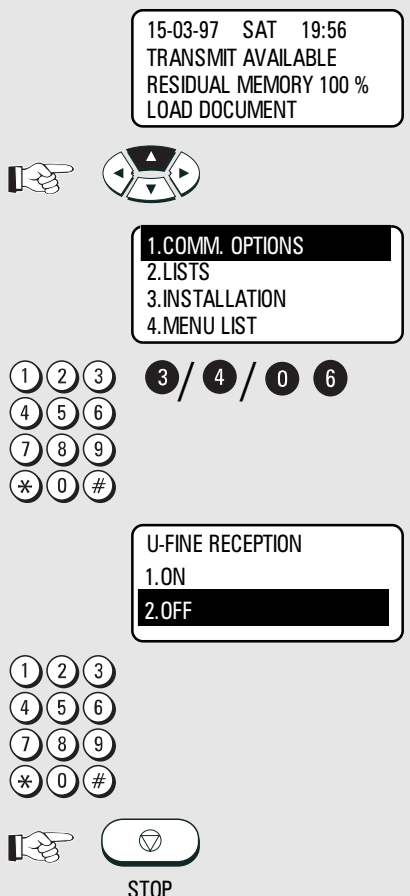 15-03-97 SAT 19:56
TRANSMIT AVAILABLE
RESIDUAL MEMORY 100 %
LOAD DOCUMENT
1.COMM. OPTIONS
2.LISTS
3.INSTALLATION
4.MENU LIST
1 2 3 3 / 4 / 0 6
4 5 6
7 8 9
* 0 #
U-FINE RECEPTION
1.ON
2.OFF
1 2 3
4 5 6
7 8 9
* 0 #
STOP